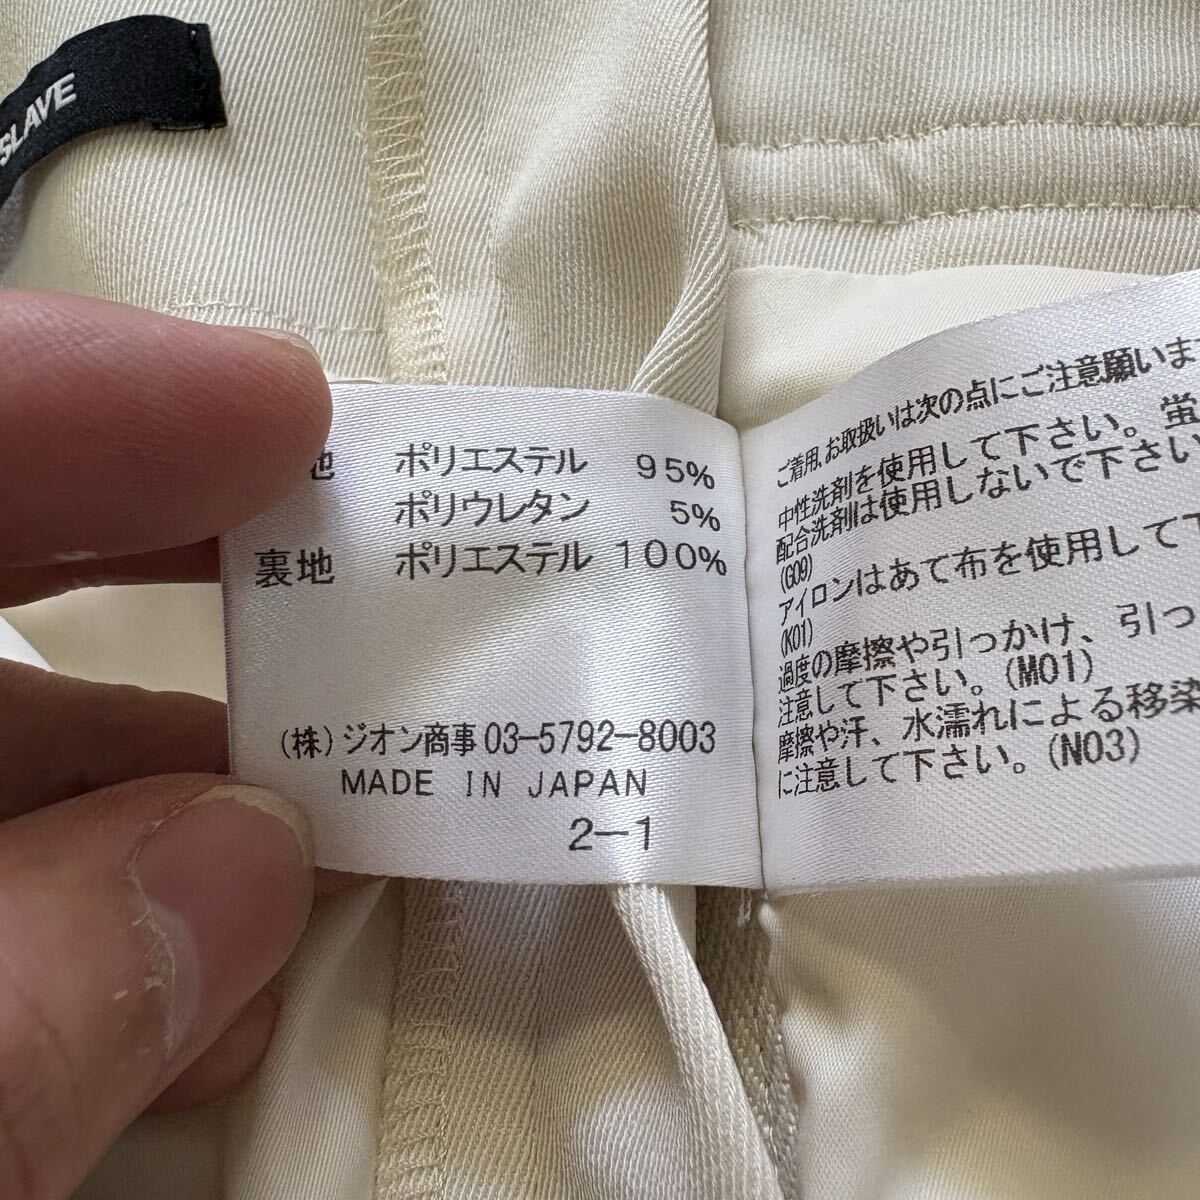 SLAVE
地 ポリエステル 95%
ポリウレタン 5%
裏地 ポリエステル 100%
(株)ジオン商事 03-5792-8003
MADE IN JAPAN
2-1
ご着用、お取扱いは次の点にご注意願いま
中性洗剤を使用して下さい。蛍
配合洗剤は使用しないで下さい
(G09)
アイロンはあて布を使用して下
(K01)
過度の摩擦や引っかけ、引っ
注意して下さい。(M01)
摩擦や汗、水濡れによる移染
に注意して下さい。(N03)